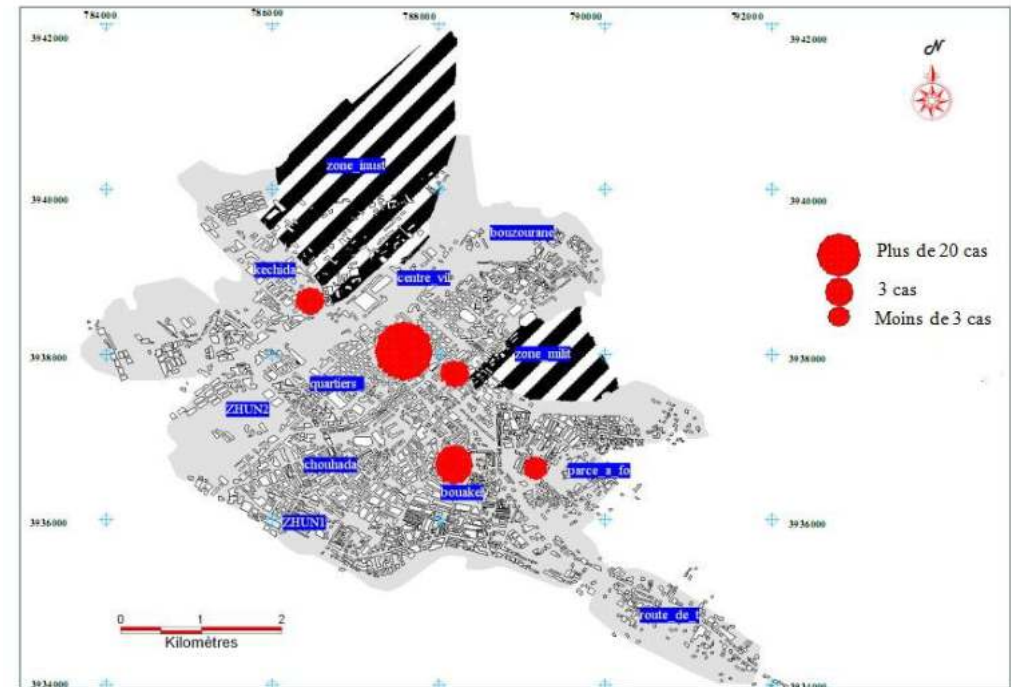 784000 786000 788000 790000 792000
3942000 3942000
N
zone_inust
3940000 3940000
bouzourane
kechida
centre_vil
Plus de 20 cas
3 cas
Moins de 3 cas
3938000 3938000
zone_milit
quartiers
ZHUN2
chouhada
parce_a_fo
bouakel
3936000 3936000
ZHUN1
route_de_t
0 1 2
Kilomètres
3934000 3934000